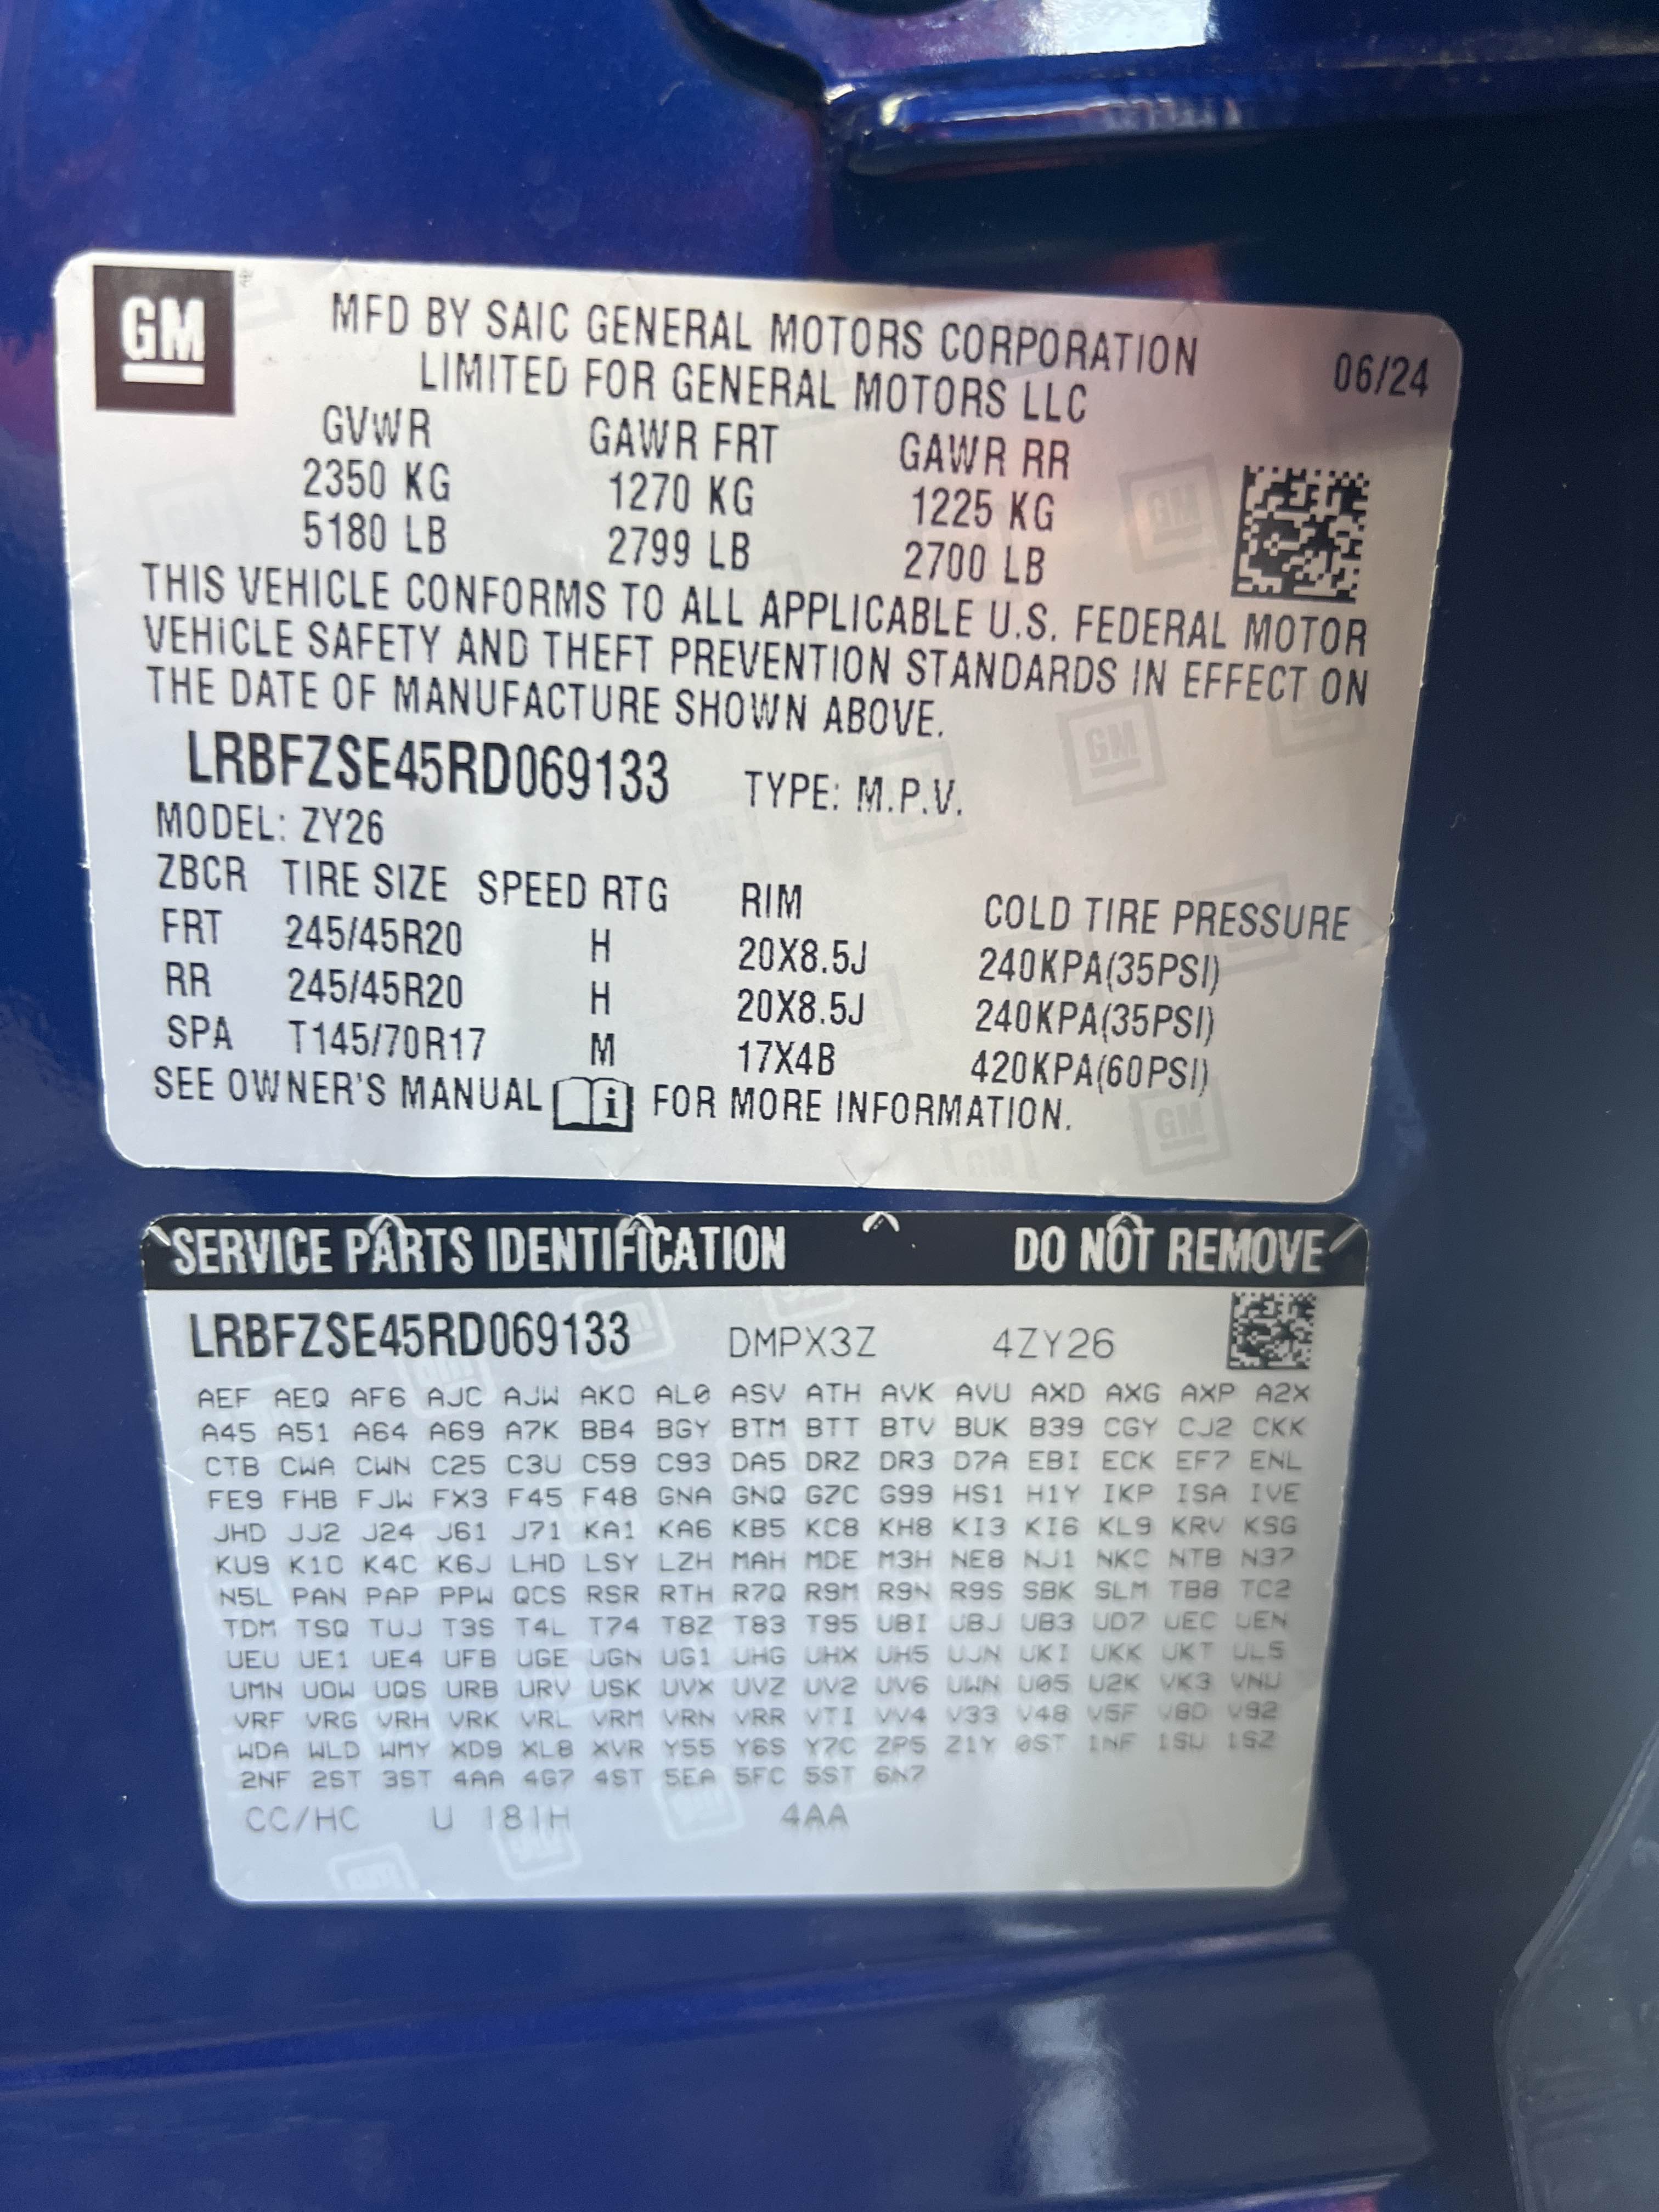 GM
MFD BY SAIC GENERAL MOTORS CORPORATION
LIMITED FOR GENERAL MOTORS LLC
06/24
GVWR GAWR FRT GAWR RR
2350 KG 1270 KG 1225 KG
5180 LB 2799 LB 2700 LB
THIS VEHICLE CONFORMS TO ALL APPLICABLE U.S. FEDERAL MOTOR
VEHICLE SAFETY AND THEFT PREVENTION STANDARDS IN EFFECT ON
THE DATE OF MANUFACTURE SHOWN ABOVE.
LRBFZSE45RD069133 TYPE: M.P.V.
MODEL: ZY26
ZBCR TIRE SIZE SPEED RTG RIM COLD TIRE PRESSURE
FRT 245/45R20 H 20X8.5J 240KPA(35PSI)
RR 245/45R20 H 20X8.5J 240KPA(35PSI)
SPA T145/70R17 M 17X4B 420KPA(60PSI)
SEE OWNER'S MANUAL i FOR MORE INFORMATION.
SERVICE PARTS IDENTIFICATION DO NOT REMOVE
LRBFZSE45RD069133 DMPX3Z 4ZY26
AEF AEQ AF6 AJC AJW AKO AL0 ASV ATH AVK AVU AXD AXG AXP A2X
A45 A51 A64 A69 A7K BB4 BGY BTM BTT BTV BUK B39 CGY CJ2 CKK
CTB CWA CWN C25 C3U C59 C93 DA5 DRZ DR3 D7A EBI ECK EF7 ENL
FE9 FHB FJW FX3 F45 F48 GNA GNQ GZC G99 HS1 H1Y IKP ISA IVE
JHD JJ2 J24 J61 J71 KA1 KA6 KB5 KC8 KH8 KI3 KI6 KL9 KRV KSG
KU9 K10 K4C K6J LHD LSY LZH MAH MDE M3H NE8 NJ1 NKC NTB N37
N5L PAN PAP PPW QCS RSR RTH R7Q R9M R9N R9S SBK SLM TB8 TC2
TDM TSQ TUJ T3S T4L T74 T8Z T83 T95 UBI UBJ UB3 UD7 UEC UEN
UEU UE1 UE4 UFB UGE UGN UG1 UHG UHX UH5 UJN UKI UKK UKT ULS
UMN UOW UQS URB URV USK UVX UVZ UV2 UV6 UWN U05 U2K VK3 VNU
VRF VRG VRH VRK VRL VRM VRN VRR VTI VV4 V33 V48 V5F V8D V92
WDA WLD WMY XD9 XL8 XVR Y55 Y6S Y7C ZP5 Z1Y 0ST 1NF 1SU 1SZ
2NF 2ST 3ST 4AA 4G7 4ST 5EA 5FC 5ST 6N7
CC/HC U 181H 4AA